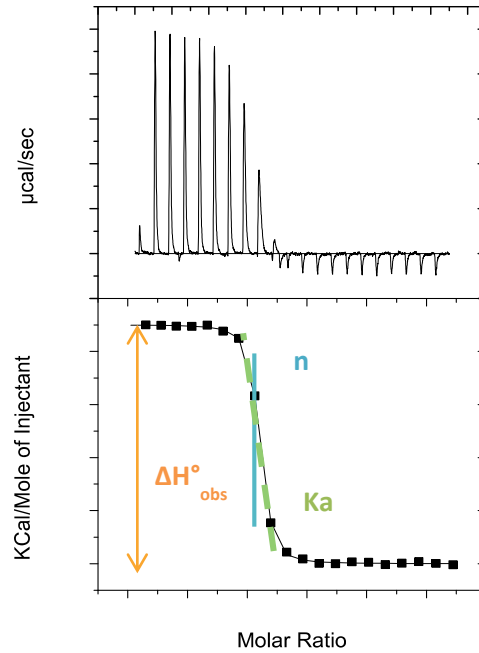 µcal/sec
KCal/Mole of Injectant
n
ΔH°obs
Ka
Molar Ratio